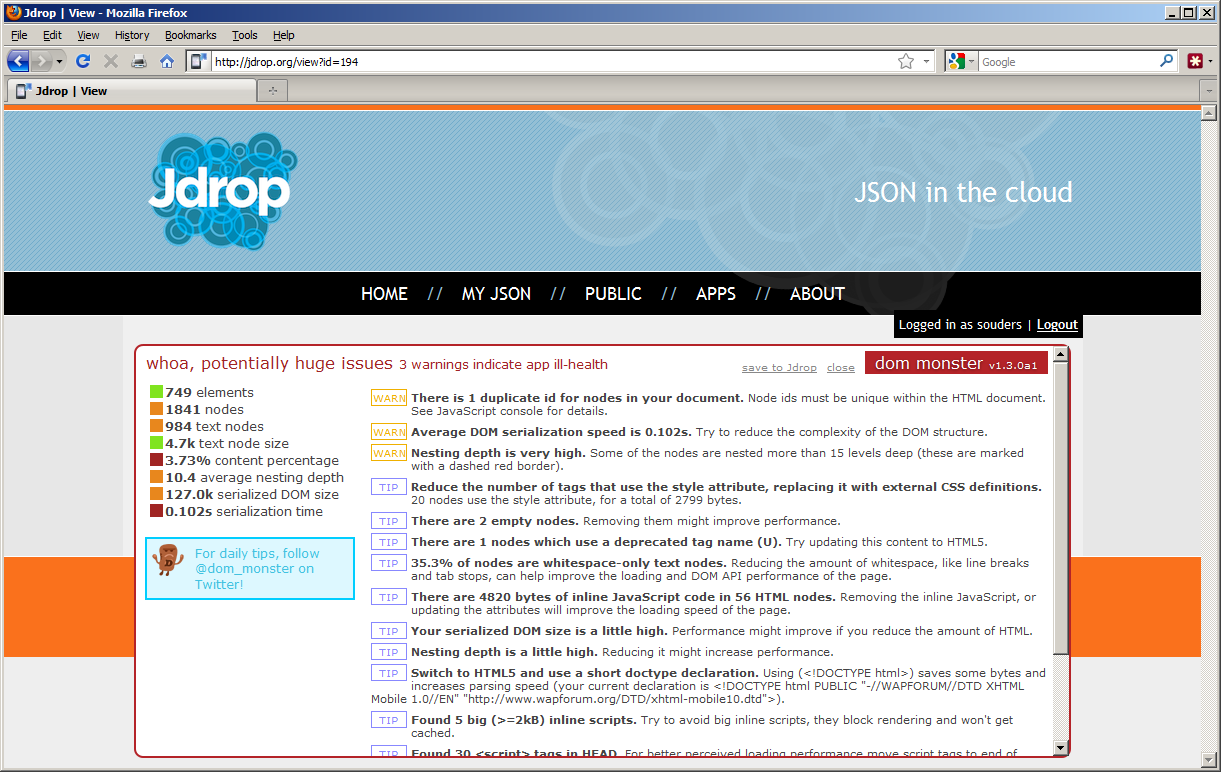 Jdrop | View - Mozilla Firefox
File Edit View History Bookmarks Tools Help
http://jdrop.org/view?id=194
Google
Jdrop | View
Jdrop
JSON in the cloud
HOME // MY JSON // PUBLIC // APPS // ABOUT
Logged in as souders | Logout
whoa, potentially huge issues 3 warnings indicate app ill-health
save to Jdrop close
dom monster v1.3.0a1
749 elements
1841 nodes
984 text nodes
4.7k text node size
3.73% content percentage
10.4 average nesting depth
127.0k serialized DOM size
0.102s serialization time
For daily tips, follow
@dom_monster on
Twitter!
WARN There is 1 duplicate id for nodes in your document. Node ids must be unique within the HTML document.
See JavaScript console for details.
WARN Average DOM serialization speed is 0.102s. Try to reduce the complexity of the DOM structure.
WARN Nesting depth is very high. Some of the nodes are nested more than 15 levels deep (these are marked
with a dashed red border).
TIP Reduce the number of tags that use the style attribute, replacing it with external CSS definitions.
20 nodes use the style attribute, for a total of 2799 bytes.
TIP There are 2 empty nodes. Removing them might improve performance.
TIP There are 1 nodes which use a deprecated tag name (U). Try updating this content to HTML5.
TIP 35.3% of nodes are whitespace-only text nodes. Reducing the amount of whitespace, like line breaks
and tab stops, can help improve the loading and DOM API performance of the page.
TIP There are 4820 bytes of inline JavaScript code in 56 HTML nodes. Removing the inline JavaScript, or
updating the attributes will improve the loading speed of the page.
TIP Your serialized DOM size is a little high. Performance might improve if you reduce the amount of HTML.
TIP Nesting depth is a little high. Reducing it might increase performance.
TIP Switch to HTML5 and use a short doctype declaration. Using (<!DOCTYPE html>) saves some bytes and
increases parsing speed (your current declaration is <!DOCTYPE html PUBLIC "-//WAPFORUM//DTD XHTML
Mobile 1.0//EN" "http://www.wapforum.org/DTD/xhtml-mobile10.dtd">).
TIP Found 5 big (>=2kB) inline scripts. Try to avoid big inline scripts, they block rendering and won't get
cached.
TIP Found 30 <script> tags in HEAD. For better perceived loading performance move script tags to end of